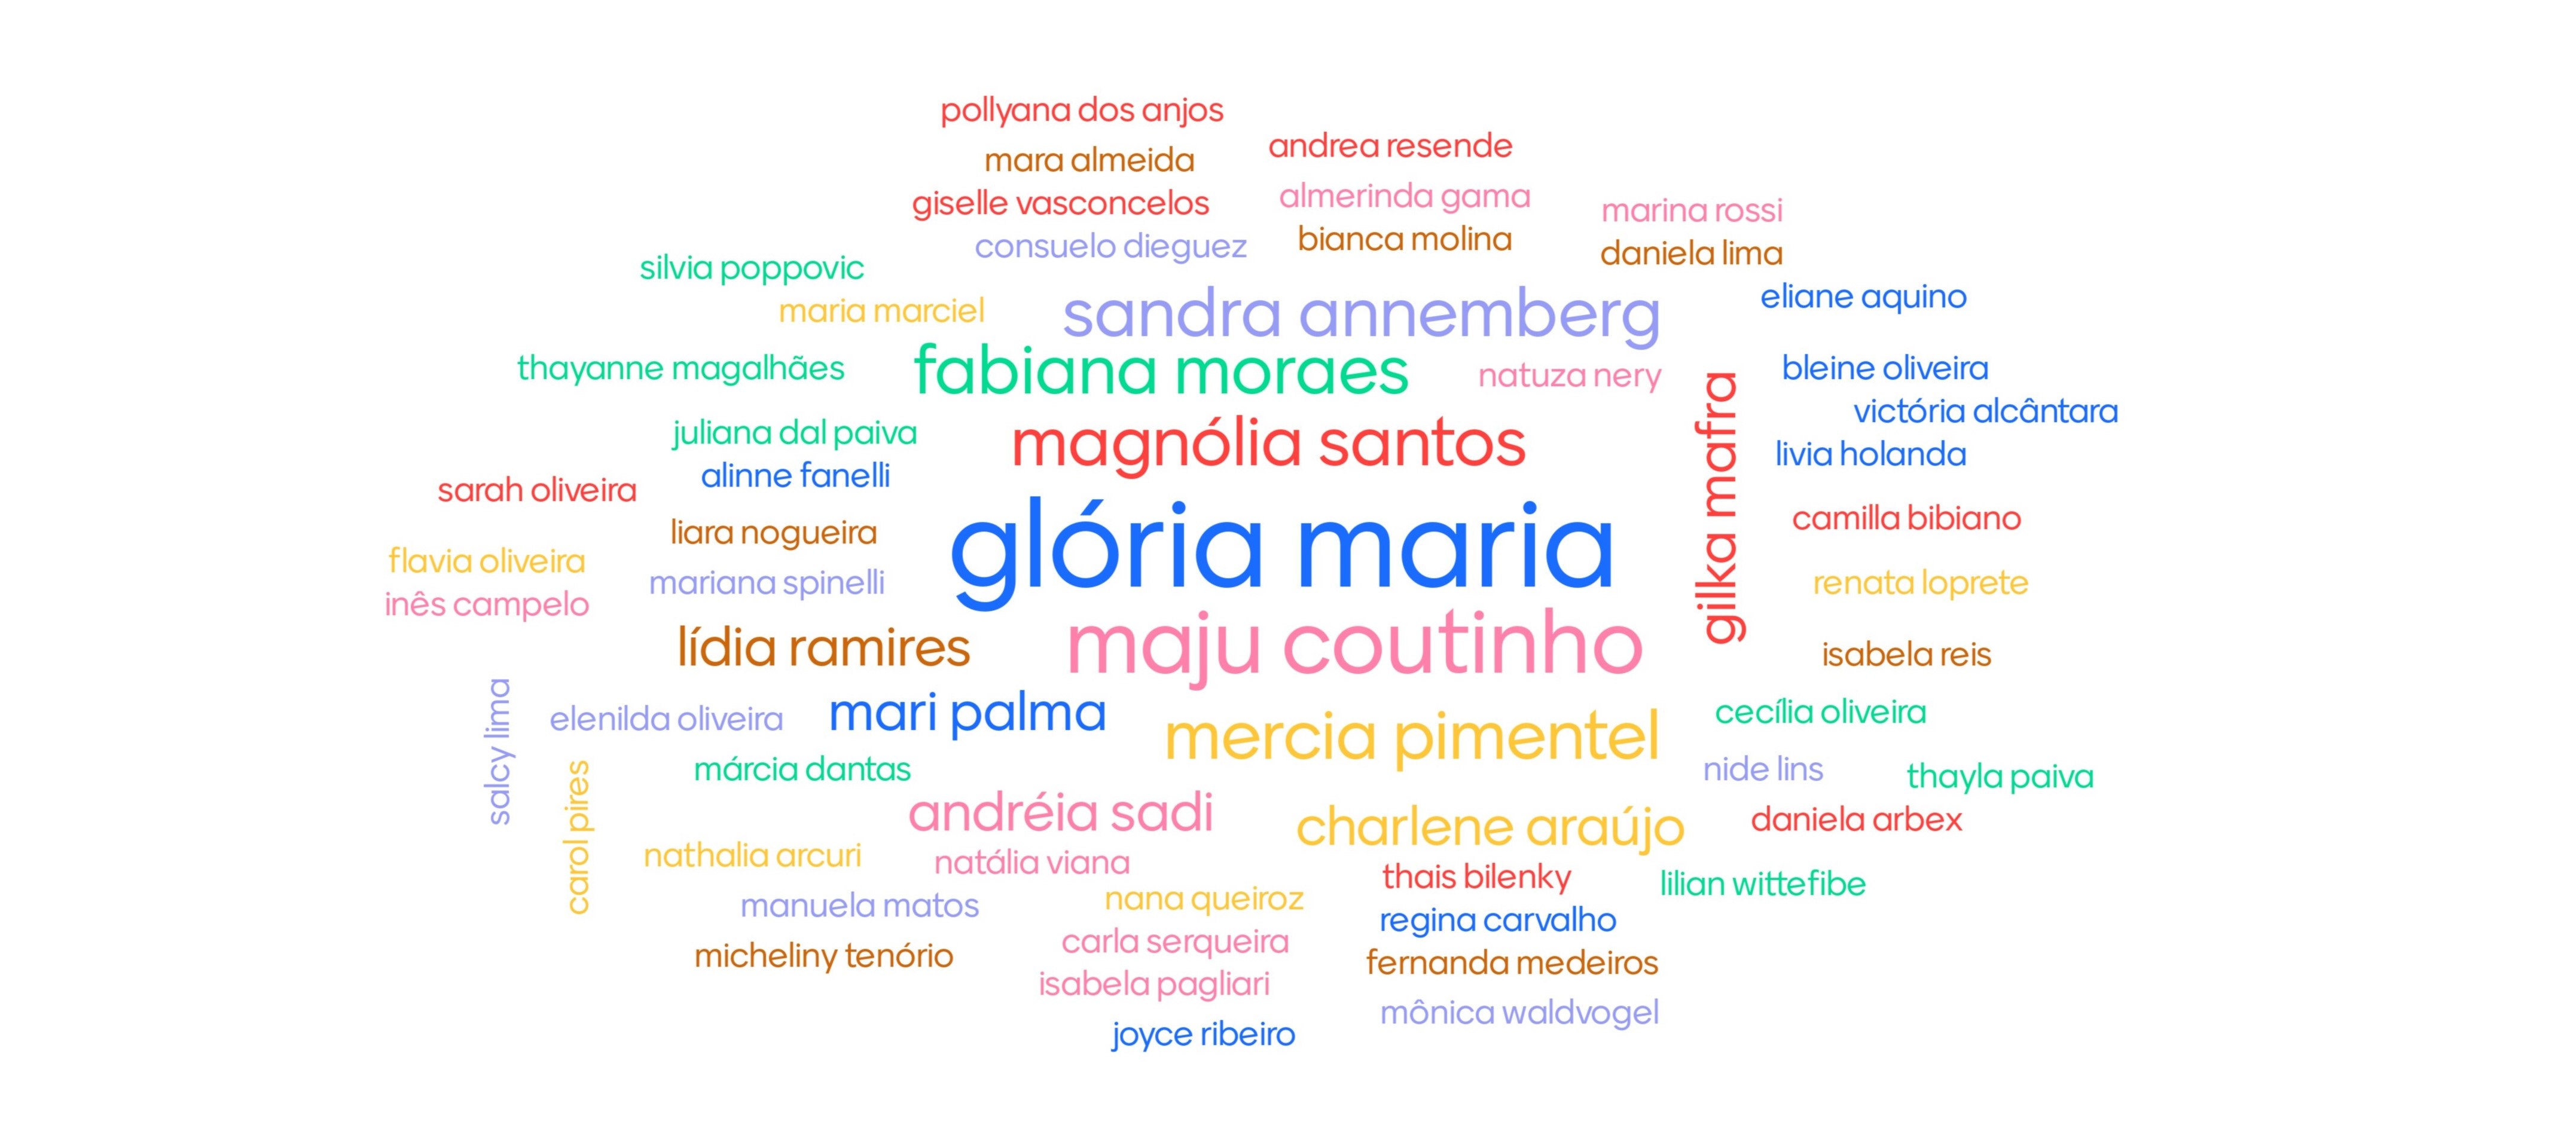 pollyana dos anjos
andrea resende
mara almeida
almerinda gama
giselle vasconcelos
marina rossi
bianca molina
consuelo dieguez
daniela lima
silvia poppovic
eliane aquino
maria marciel
sandra annemberg
thayanne magalhães
fabiana moraes
natuza nery
bleine oliveira
victória alcântara
juliana dal paiva
magnólia santos
livia holanda
alinne fanelli
sarah oliveira
gilka mafra
camilla bibiano
liara nogueira
glória maria
flavia oliveira
mariana spinelli
renata loprete
inês campelo
lídia ramires
maju coutinho
isabela reis
salcy lima
elenilda oliveira
mari palma
mercia pimentel
cecília oliveira
márcia dantas
nide lins
thayla paiva
carol pires
andréia sadi
charlene araújo
daniela arbex
nathalia arcuri
natália viana
thais bilenky
lilian wittefibe
manuela matos
nana queiroz
regina carvalho
micheliny tenório
carla serqueira
fernanda medeiros
isabela pagliari
mônica waldvogel
joyce ribeiro